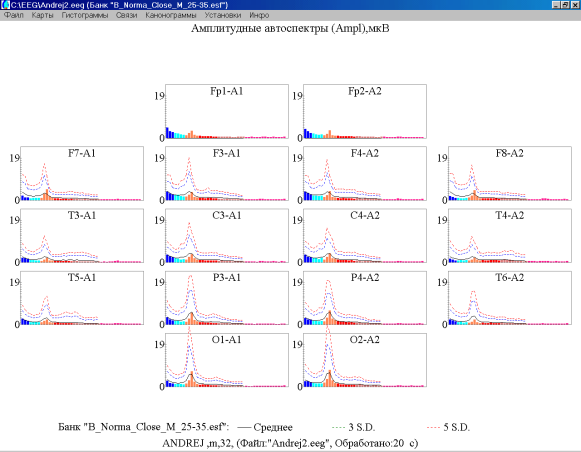 C:\EEG\Andrej2.eeg (Банк "B_Norma_Close_M_25-35.esf")
Файл Карты Гистограммы Связи Канонограммы Установки Инфо
Амплитудные автоспектры (Ampl),мкВ
Fp1-A1 Fp2-A2
19 19
0 0
F7-A1 F3-A1 F4-A2 F8-A2
19 19 19 19
0 0 0 0
T3-A1 C3-A1 C4-A2 T4-A2
19 19 19 19
0 0 0 0
T5-A1 P3-A1 P4-A2 T6-A2
19 19 19 19
0 0 0 0
O1-A1 O2-A2
19 19
0 0
Банк "B_Norma_Close_M_25-35.esf": Среднее 3 S.D. 5 S.D.
ANDREJ ,m,32, (Файл:"Andrej2.eeg", Обработано:20 с)